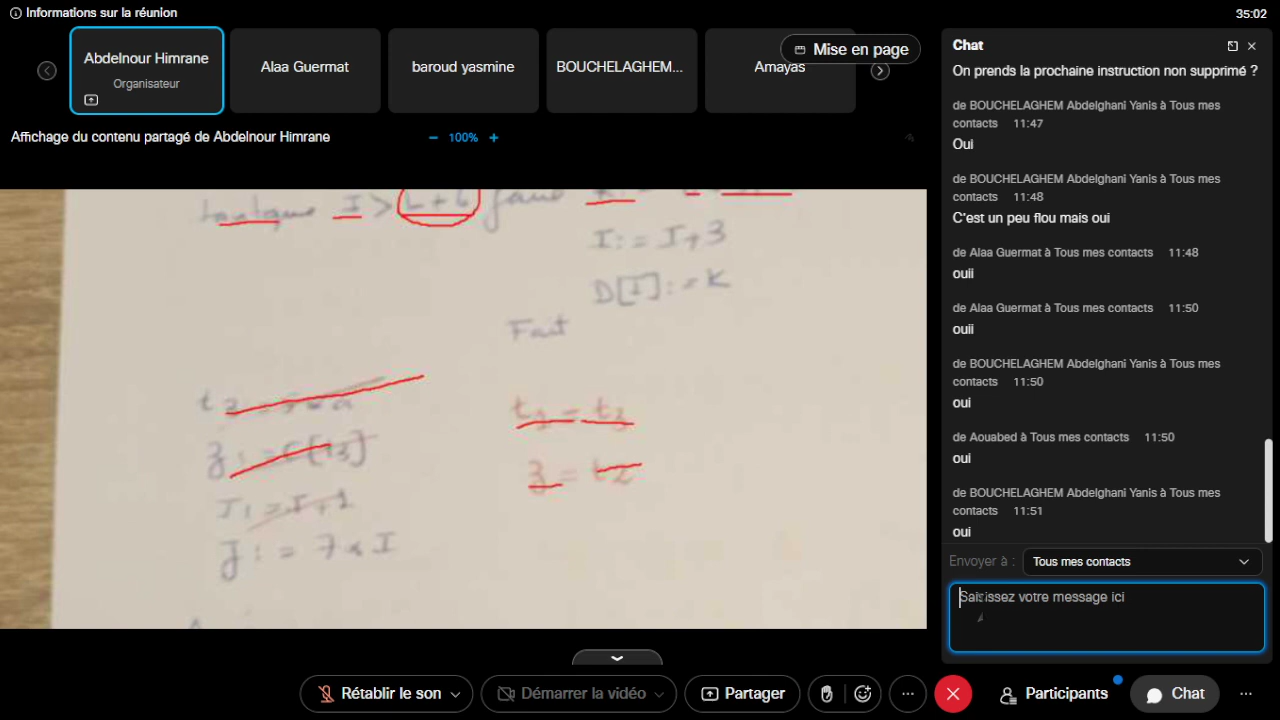 Informations sur la réunion
35:02
Abdelnour Himrane
Organisateur
Alaa Guermat
baroud yasmine
BOUCHELAGHEM...
Amayas
Mise en page
Affichage du contenu partagé de Abdelnour Himrane
100%
tantque I > L + C faire
I := I + 3
D[I] := K
Fait
J := I + 1
J := 7 * I
t3 = t3
z = t2
Chat
On prends la prochaine instruction non supprimé ?
de BOUCHELAGHEM Abdelghani Yanis à Tous mes
contacts 11:47
Oui
de BOUCHELAGHEM Abdelghani Yanis à Tous mes
contacts 11:48
C'est un peu flou mais oui
de Alaa Guermat à Tous mes contacts 11:48
ouii
de Alaa Guermat à Tous mes contacts 11:50
ouii
de BOUCHELAGHEM Abdelghani Yanis à Tous mes
contacts 11:50
oui
de Aouabed à Tous mes contacts 11:50
oui
de BOUCHELAGHEM Abdelghani Yanis à Tous mes
contacts 11:51
oui
Envoyer à : Tous mes contacts
Saisissez votre message ici
Rétablir le son
Démarrer la vidéo
Partager
Participants
Chat